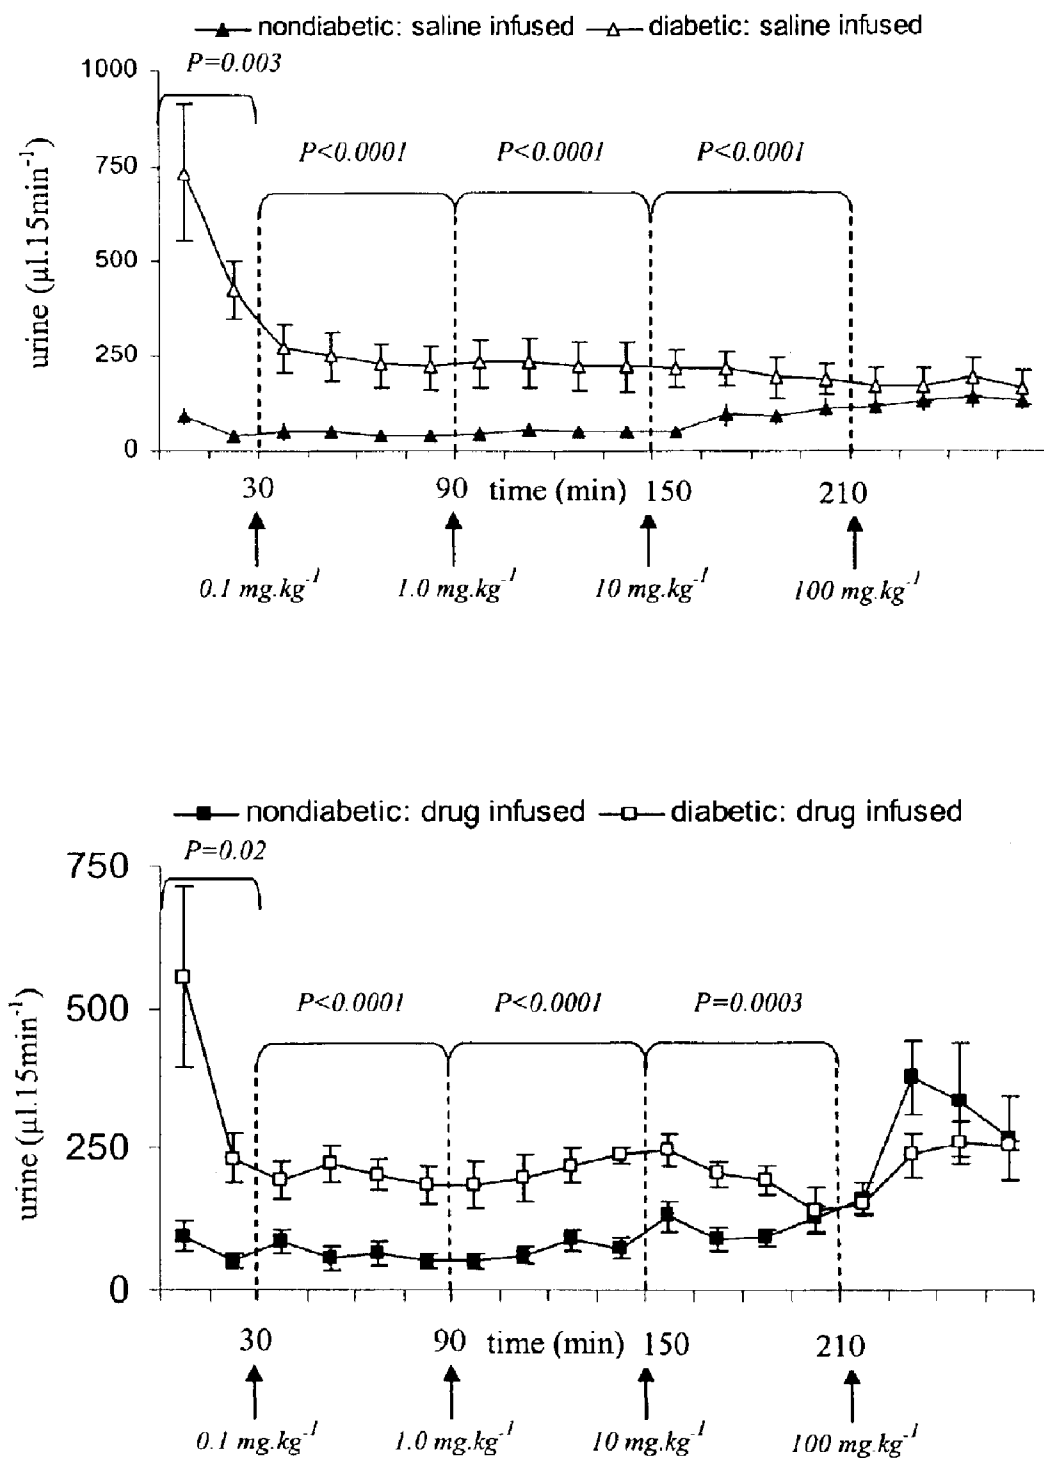 nondiabetic: saline infused diabetic: saline infused
P=0.003
1000
750
500
250
0
urine (µl.15min⁻¹)
P<0.0001 P<0.0001 P<0.0001
30 90 time (min) 150 210
0.1 mg.kg⁻¹ 1.0 mg.kg⁻¹ 10 mg.kg⁻¹ 100 mg.kg⁻¹
nondiabetic: drug infused diabetic: drug infused
P=0.02
750
500
250
0
urine (µl.15min⁻¹)
P<0.0001 P<0.0001 P=0.0003
30 90 time (min) 150 210
0.1 mg.kg⁻¹ 1.0 mg.kg⁻¹ 10 mg.kg⁻¹ 100 mg.kg⁻¹